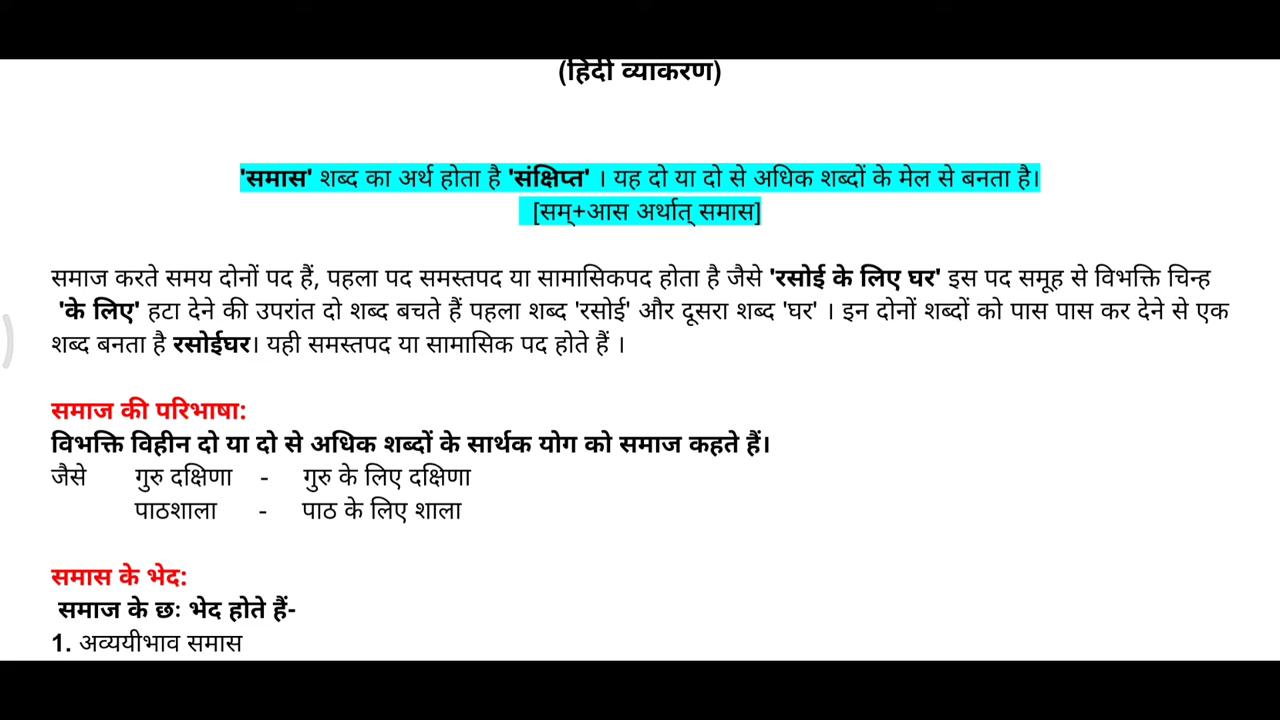 (हिंदी व्याकरण)
'समास' शब्द का अर्थ होता है 'संक्षिप्त' । यह दो या दो से अधिक शब्दों के मेल से बनता है।
[सम्+आस अर्थात् समास]
समाज करते समय दोनों पद हैं, पहला पद समस्तपद या सामासिकपद होता है जैसे 'रसोई के लिए घर' इस पद समूह से विभक्ति चिन्ह
'के लिए' हटा देने की उपरांत दो शब्द बचते हैं पहला शब्द 'रसोई' और दूसरा शब्द 'घर' । इन दोनों शब्दों को पास पास कर देने से एक
शब्द बनता है रसोईघर। यही समस्तपद या सामासिक पद होते हैं ।
समाज की परिभाषा:
विभक्ति विहीन दो या दो से अधिक शब्दों के सार्थक योग को समाज कहते हैं।
जैसे गुरु दक्षिणा - गुरु के लिए दक्षिणा
पाठशाला - पाठ के लिए शाला
समास के भेद:
समाज के छः भेद होते हैं-
1. अव्ययीभाव समास